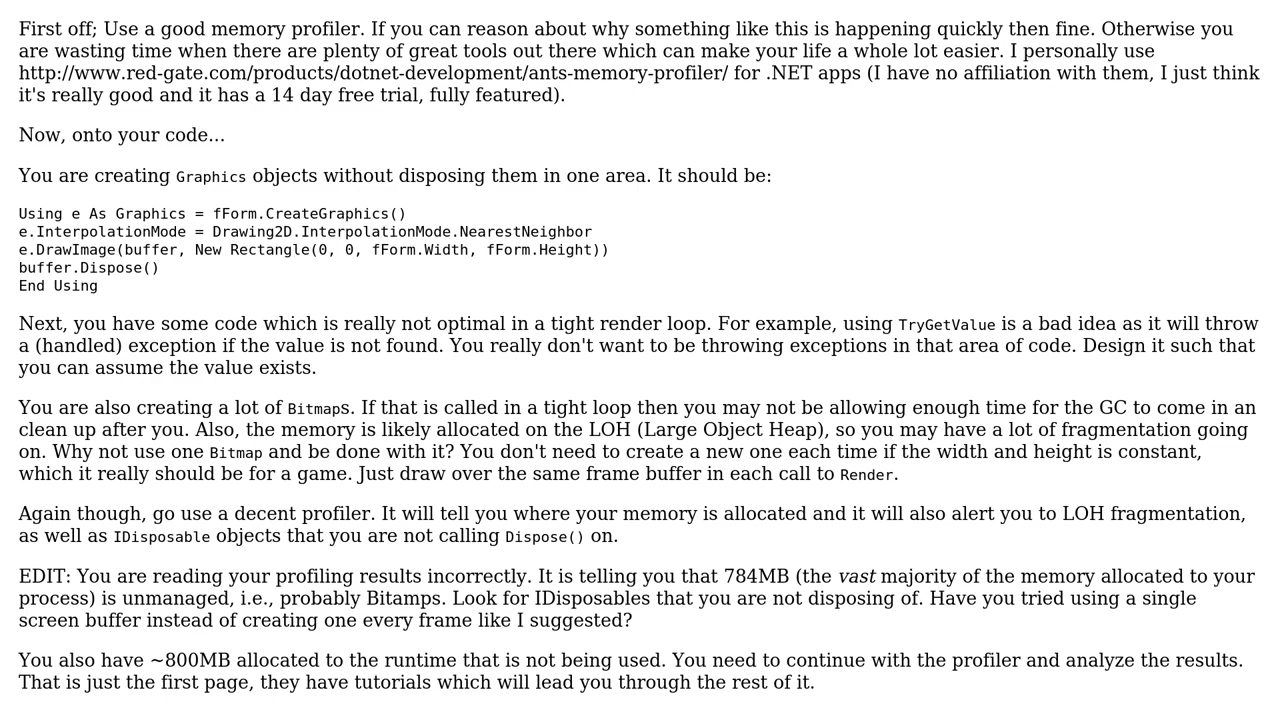 First off; Use a good memory profiler. If you can reason about why something like this is happening quickly then fine. Otherwise you
are wasting time when there are plenty of great tools out there which can make your life a whole lot easier. I personally use
http://www.red-gate.com/products/dotnet-development/ants-memory-profiler/ for .NET apps (I have no affiliation with them, I just think
it's really good and it has a 14 day free trial, fully featured).
Now, onto your code...
You are creating Graphics objects without disposing them in one area. It should be:
Using e As Graphics = fForm.CreateGraphics()
e.InterpolationMode = Drawing2D.InterpolationMode.NearestNeighbor
e.DrawImage(buffer, New Rectangle(0, 0, fForm.Width, fForm.Height))
buffer.Dispose()
End Using
Next, you have some code which is really not optimal in a tight render loop. For example, using TryGetValue is a bad idea as it will throw
a (handled) exception if the value is not found. You really don't want to be throwing exceptions in that area of code. Design it such that
you can assume the value exists.
You are also creating a lot of Bitmaps. If that is called in a tight loop then you may not be allowing enough time for the GC to come in an
clean up after you. Also, the memory is likely allocated on the LOH (Large Object Heap), so you may have a lot of fragmentation going
on. Why not use one Bitmap and be done with it? You don't need to create a new one each time if the width and height is constant,
which it really should be for a game. Just draw over the same frame buffer in each call to Render.
Again though, go use a decent profiler. It will tell you where your memory is allocated and it will also alert you to LOH fragmentation,
as well as IDisposable objects that you are not calling Dispose() on.
EDIT: You are reading your profiling results incorrectly. It is telling you that 784MB (the vast majority of the memory allocated to your
process) is unmanaged, i.e., probably Bitamps. Look for IDisposables that you are not disposing of. Have you tried using a single
screen buffer instead of creating one every frame like I suggested?
You also have ~800MB allocated to the runtime that is not being used. You need to continue with the profiler and analyze the results.
That is just the first page, they have tutorials which will lead you through the rest of it.